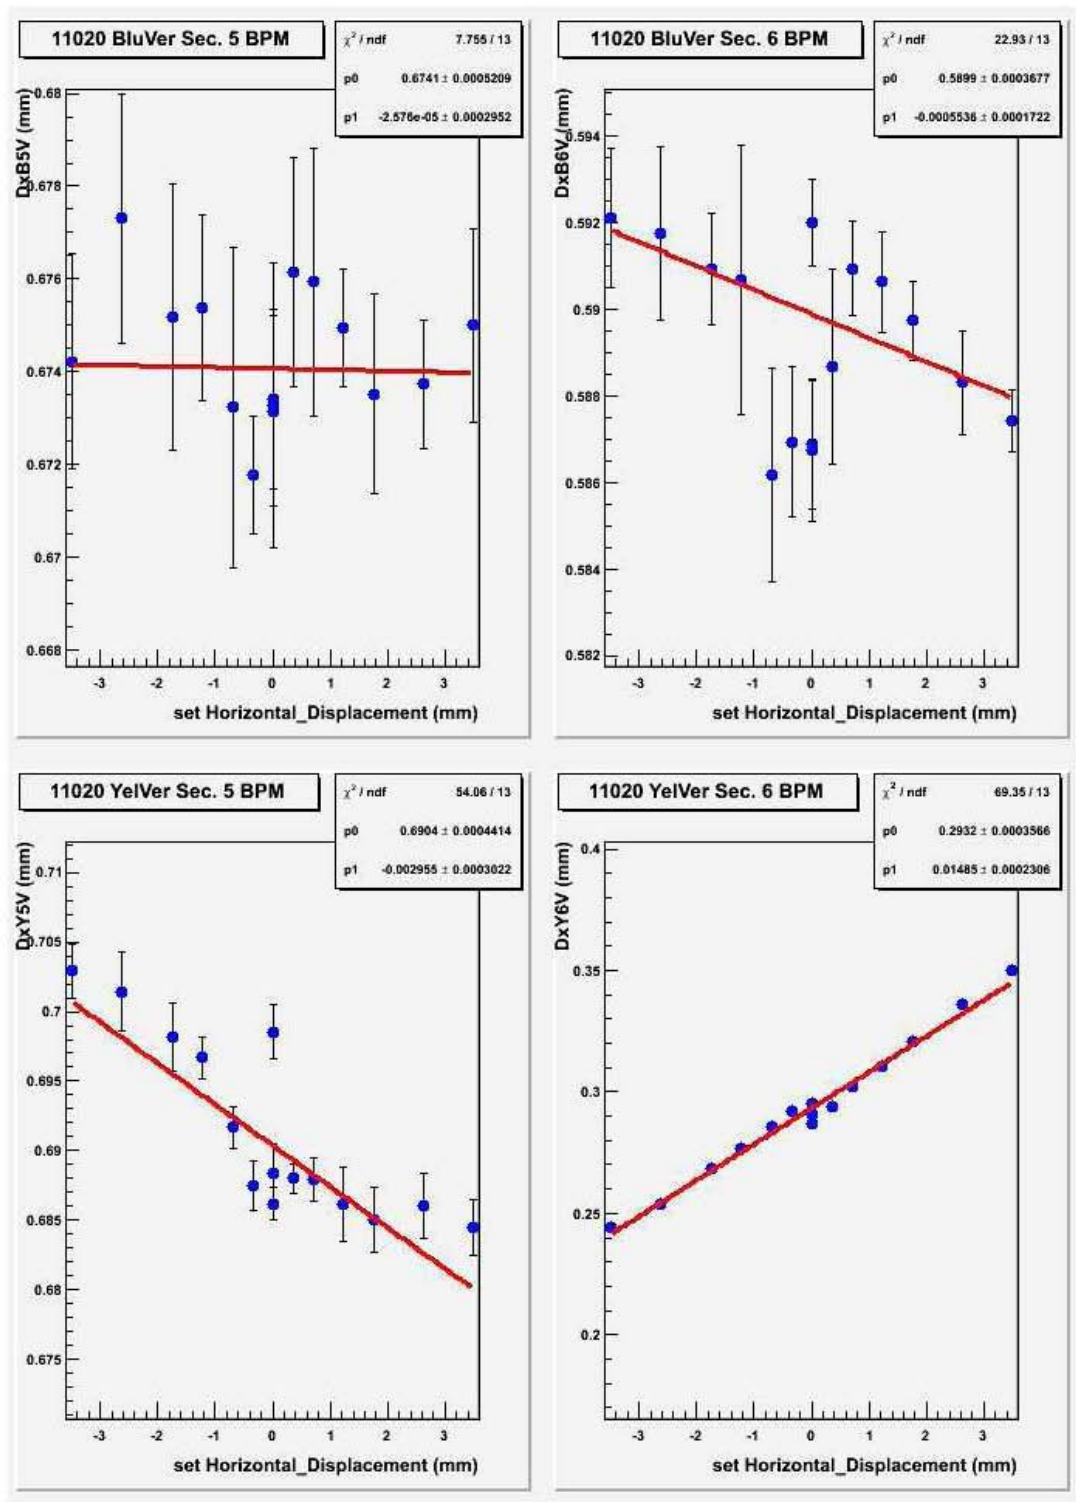 11020 BluVer Sec. 5 BPM
χ² / ndf 7.755 / 13
p0 0.6741 ± 0.0005209
p1 -2.576e-05 ± 0.0002952
DxB5V (mm)
0.68
0.678
0.676
0.674
0.672
0.67
0.668
-3 -2 -1 0 1 2 3
set Horizontal_Displacement (mm)
11020 BluVer Sec. 6 BPM
χ² / ndf 22.93 / 13
p0 0.5899 ± 0.0003677
p1 -0.0005536 ± 0.0001722
DxB6V (mm)
0.594
0.592
0.59
0.588
0.586
0.584
0.582
-3 -2 -1 0 1 2 3
set Horizontal_Displacement (mm)
11020 YelVer Sec. 5 BPM
χ² / ndf 54.06 / 13
p0 0.6904 ± 0.0004414
p1 -0.002955 ± 0.0003022
DxY5V (mm)
0.71
0.705
0.7
0.695
0.69
0.685
0.68
0.675
-3 -2 -1 0 1 2 3
set Horizontal_Displacement (mm)
11020 YelVer Sec. 6 BPM
χ² / ndf 69.35 / 13
p0 0.2932 ± 0.0003566
p1 0.01485 ± 0.0002306
DxY6V (mm)
0.4
0.35
0.3
0.25
0.2
-3 -2 -1 0 1 2 3
set Horizontal_Displacement (mm)